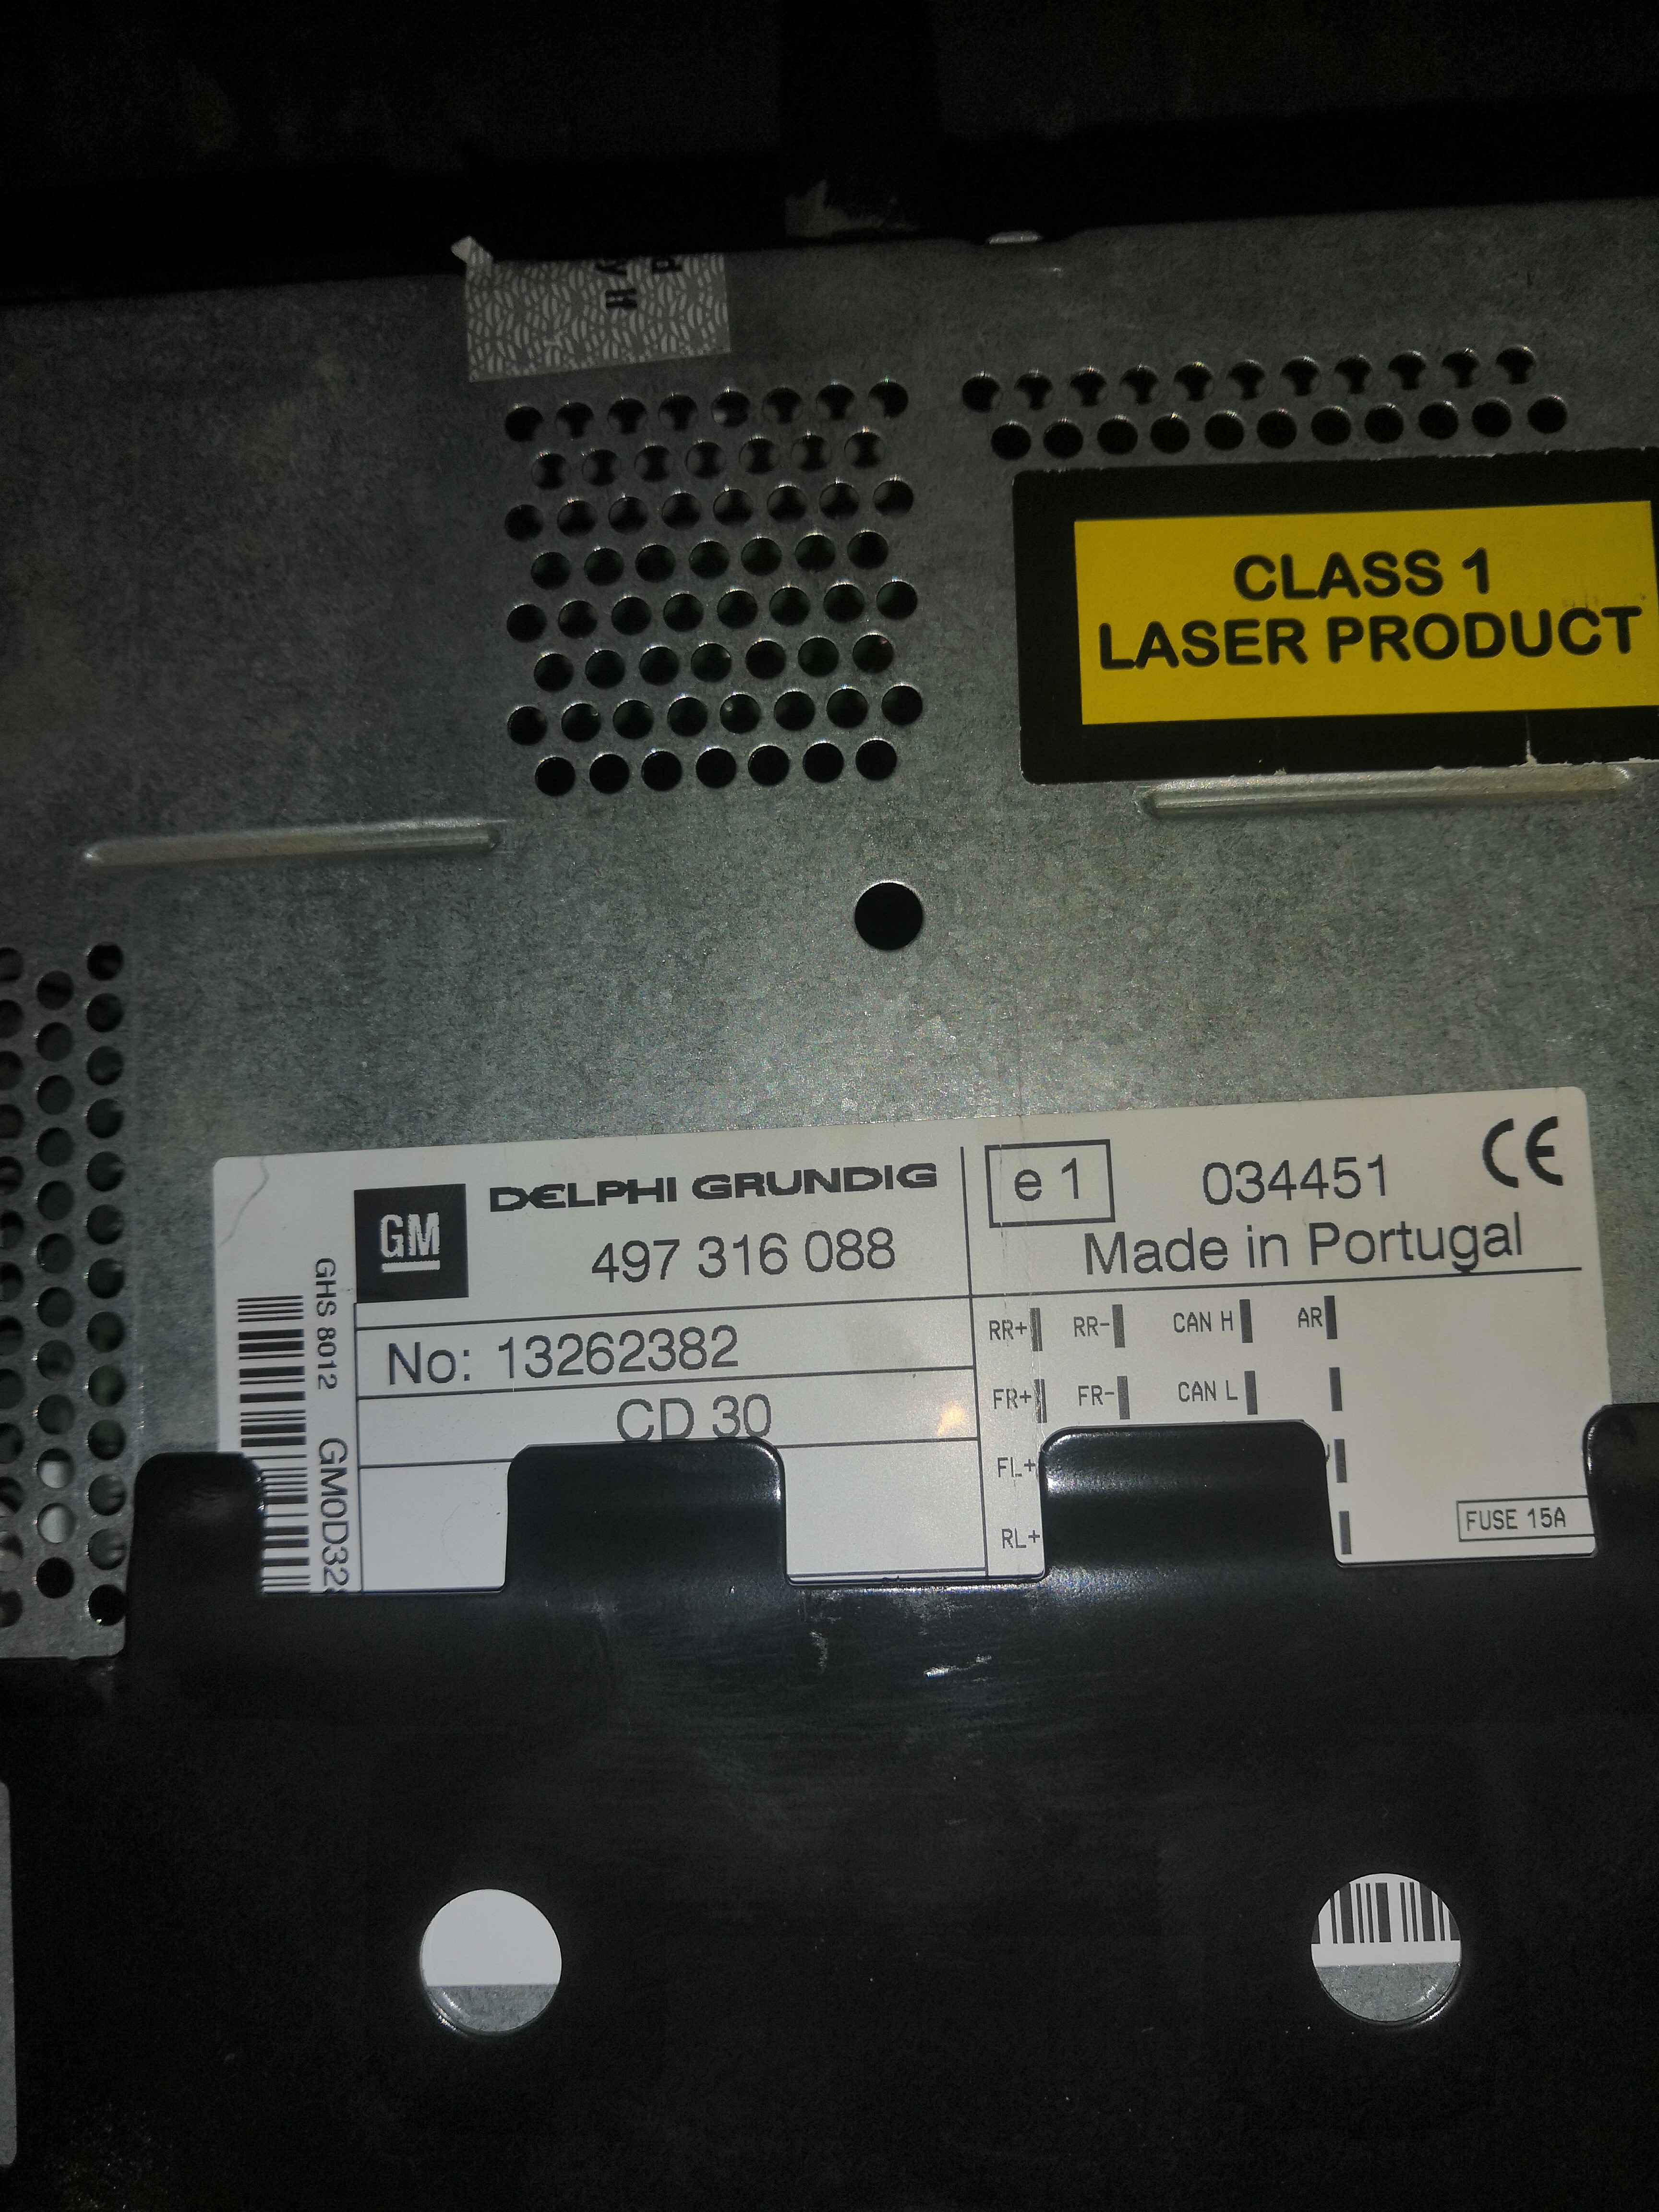 CLASS 1
LASER PRODUCT
GM
DELPHI GRUNDIG
497 316 088
e 1
034451
CE
Made in Portugal
No: 13262382
CD 30
GHS 8012
RR+ RR- CAN H AR
FR+ FR- CAN L
FL+
RL+
FUSE 15A